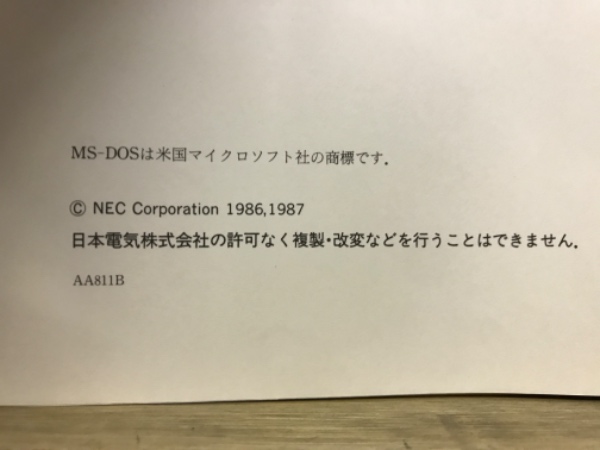 MS-DOSは米国マイクロソフト社の商標です.
© NEC Corporation 1986,1987
日本電気株式会社の許可なく複製・改変などを行うことはできません.
AA811B